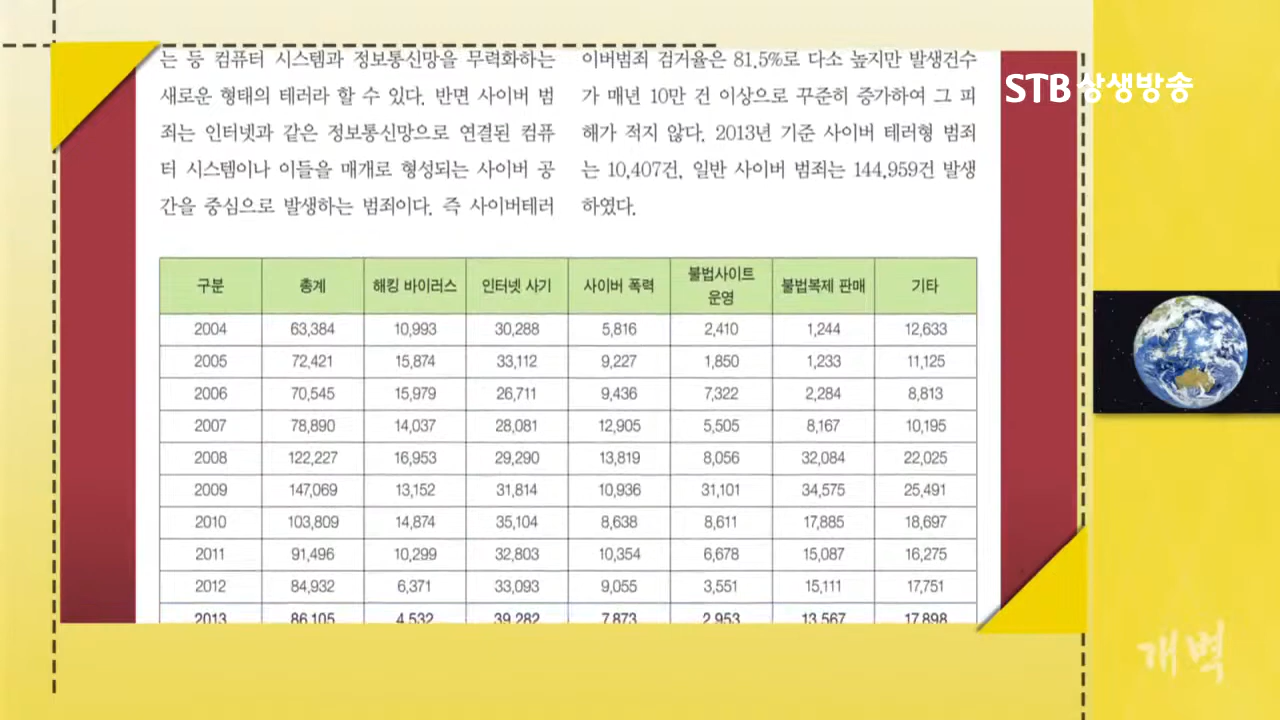 는 등 컴퓨터 시스템과 정보통신망을 무력화하는
새로운 형태의 테러라 할 수 있다. 반면 사이버 범
죄는 인터넷과 같은 정보통신망으로 연결된 컴퓨
터 시스템이나 이들을 매개로 형성되는 사이버 공
간을 중심으로 발생하는 범죄이다. 즉 사이버테러
이버범죄 검거율은 81.5%로 다소 높지만 발생건수
가 매년 10만 건 이상으로 꾸준히 증가하여 그 피
해가 적지 않다. 2013년 기준 사이버 테러형 범죄
는 10,407건, 일반 사이버 범죄는 144,959건 발생
하였다.
STB 상생방송
구분 총계 해킹 바이러스 인터넷 사기 사이버 폭력 불법사이트 운영 불법복제 판매 기타
2004 63,384 10,993 30,288 5,816 2,410 1,244 12,633
2005 72,421 15,874 33,112 9,227 1,850 1,233 11,125
2006 70,545 15,979 26,711 9,436 7,322 2,284 8,813
2007 78,890 14,037 28,081 12,905 5,505 8,167 10,195
2008 122,227 16,953 29,290 13,819 8,056 32,084 22,025
2009 147,069 13,152 31,814 10,936 31,101 34,575 25,491
2010 103,809 14,874 35,104 8,638 8,611 17,885 18,697
2011 91,496 10,299 32,803 10,354 6,678 15,087 16,275
2012 84,932 6,371 33,093 9,055 3,551 15,111 17,751
2013 86,105 4,532 39,282 7,873 2,953 13,567 17,898
개벽